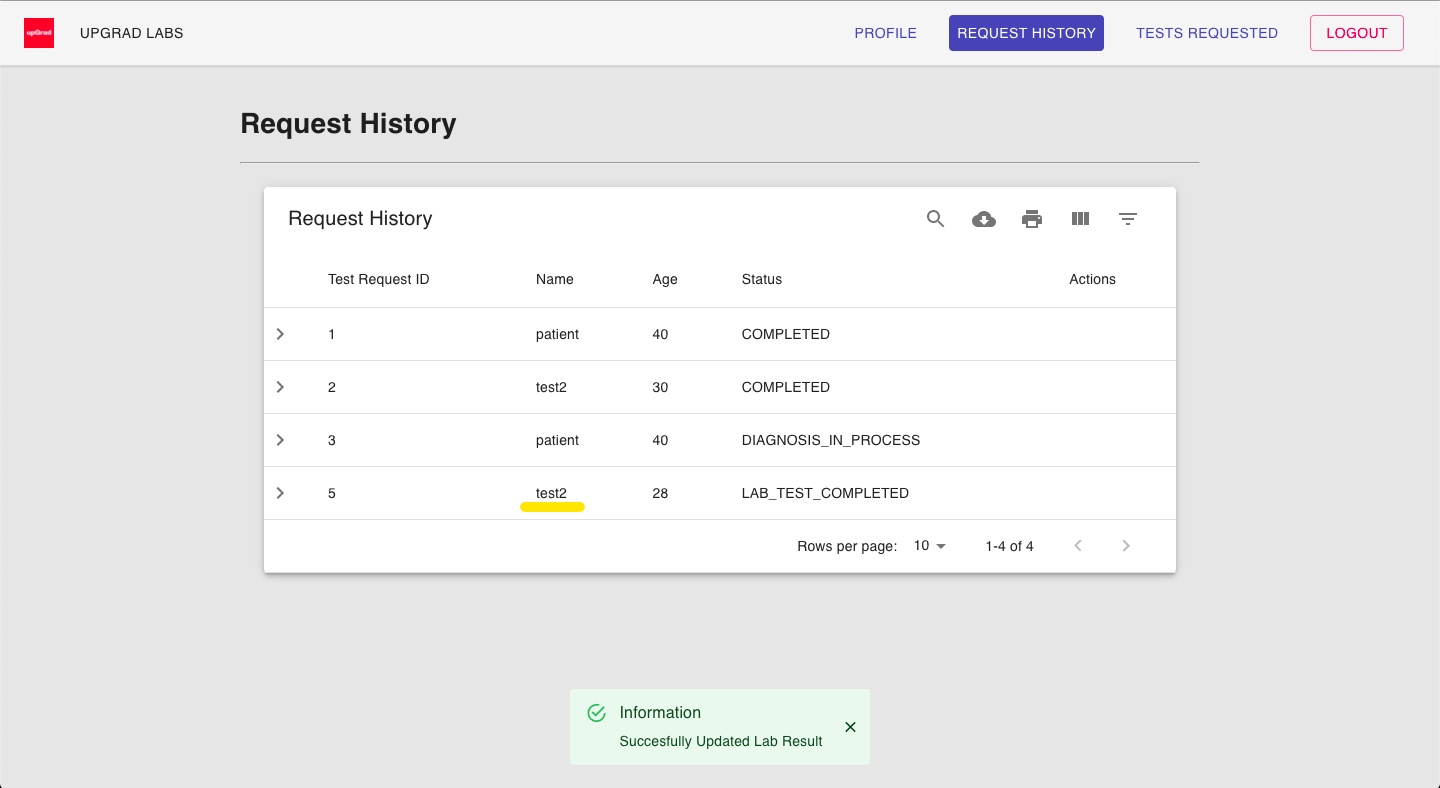 upGrad
UPGRAD LABS
PROFILE
REQUEST HISTORY
TESTS REQUESTED
LOGOUT
Request History
Request History
Test Request ID Name Age Status Actions
1 patient 40 COMPLETED
2 test2 30 COMPLETED
3 patient 40 DIAGNOSIS_IN_PROCESS
5 test2 28 LAB_TEST_COMPLETED
Rows per page: 10 1-4 of 4
Information
Succesfully Updated Lab Result